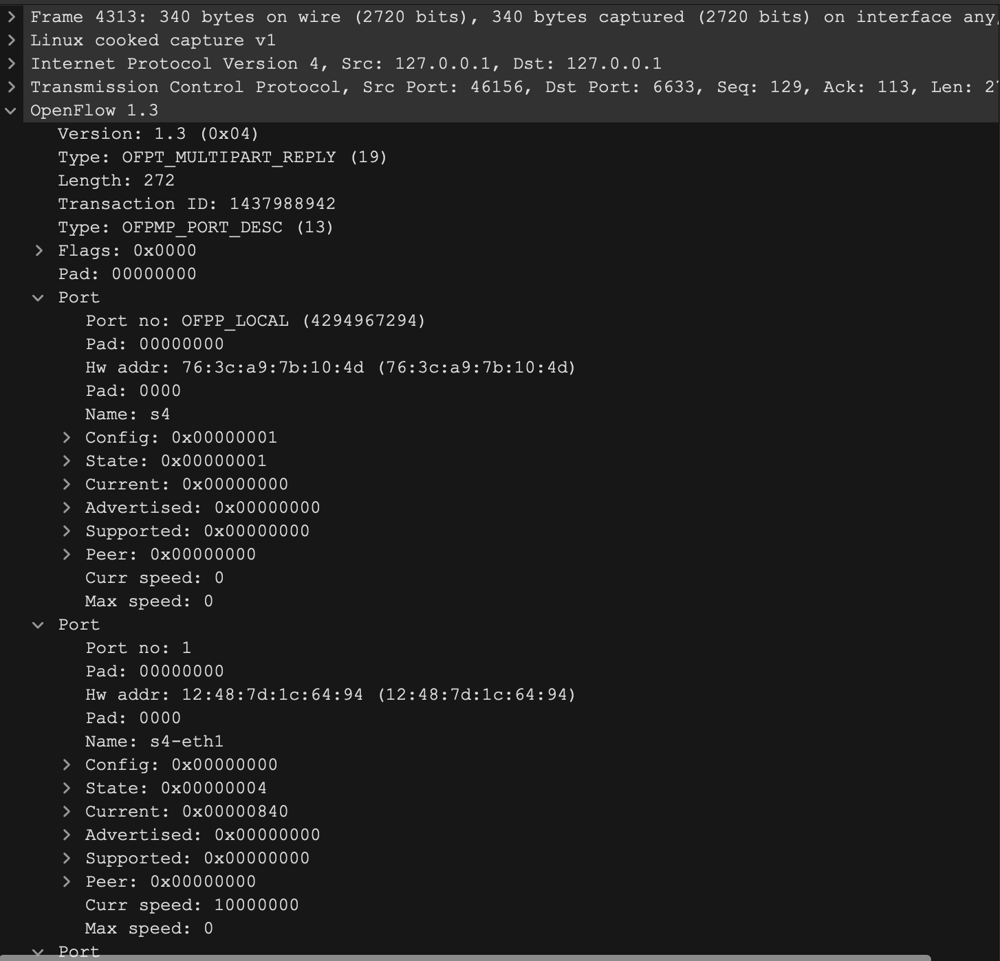 Frame 4313: 340 bytes on wire (2720 bits), 340 bytes captured (2720 bits) on interface any,
Linux cooked capture v1
Internet Protocol Version 4, Src: 127.0.0.1, Dst: 127.0.0.1
Transmission Control Protocol, Src Port: 46156, Dst Port: 6633, Seq: 129, Ack: 113, Len: 2
OpenFlow 1.3
Version: 1.3 (0x04)
Type: OFPT_MULTIPART_REPLY (19)
Length: 272
Transaction ID: 1437988942
Type: OFPMP_PORT_DESC (13)
Flags: 0x0000
Pad: 00000000
Port
Port no: OFPP_LOCAL (4294967294)
Pad: 00000000
Hw addr: 76:3c:a9:7b:10:4d (76:3c:a9:7b:10:4d)
Pad: 0000
Name: s4
Config: 0x00000001
State: 0x00000001
Current: 0x00000000
Advertised: 0x00000000
Supported: 0x00000000
Peer: 0x00000000
Curr speed: 0
Max speed: 0
Port
Port no: 1
Pad: 00000000
Hw addr: 12:48:7d:1c:64:94 (12:48:7d:1c:64:94)
Pad: 0000
Name: s4-eth1
Config: 0x00000000
State: 0x00000004
Current: 0x00000840
Advertised: 0x00000000
Supported: 0x00000000
Peer: 0x00000000
Curr speed: 10000000
Max speed: 0
Port